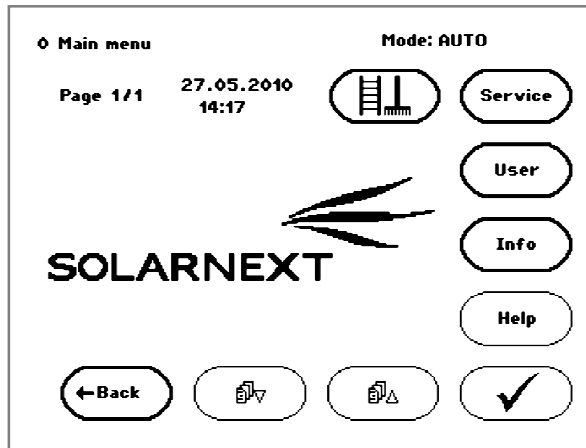 0 Main menu
Mode: AUTO
Page 1/1
27.05.2010
14:17
Service
User
Info
SOLARNEXT
Help
←Back